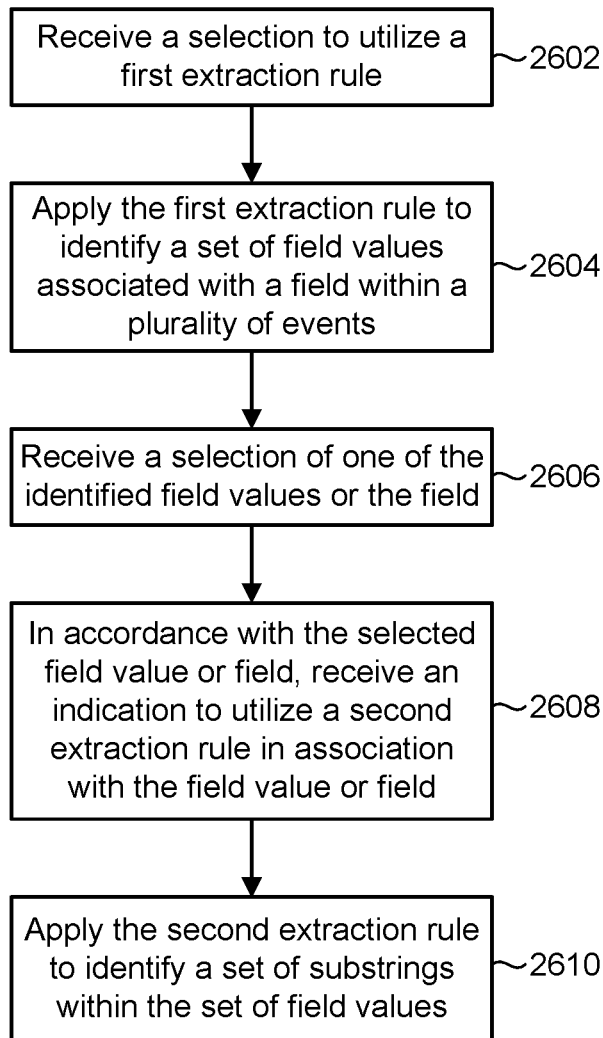 Receive a selection to utilize a
first extraction rule
2602
Apply the first extraction rule to
identify a set of field values
associated with a field within a
plurality of events
2604
Receive a selection of one of the
identified field values or the field
2606
In accordance with the selected
field value or field, receive an
indication to utilize a second
extraction rule in association
with the field value or field
2608
Apply the second extraction rule
to identify a set of substrings
within the set of field values
2610